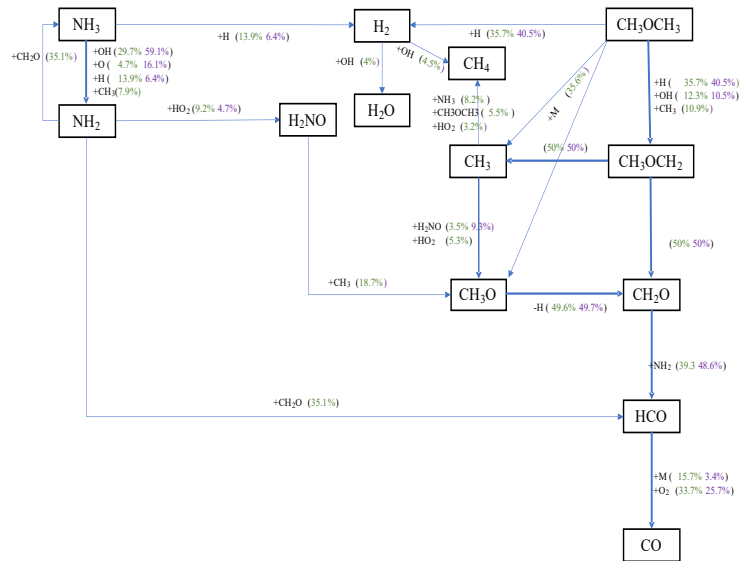 NH₃
H₂
CH₃OCH₃
+H (13.9% 6.4%)
+H (35.7% 40.5%)
+CH₂O (35.1%)
+OH (29.7% 59.1%)
+O ( 4.7% 16.1%)
+H ( 13.9% 6.4%)
+CH₃(7.9%)
+OH (4%)
+OH (4.5%)
CH₄
+M (35.6%)
+H ( 35.7% 40.5%)
+OH ( 12.3% 10.5%)
+CH₃ (10.9%)
H₂O
+NH₃ (8.2%)
+CH3OCH3 ( 5.5%)
+HO₂ (3.2%)
NH₂
+HO₂ (9.2% 4.7%)
H₂NO
CH₃
(50% 50%)
CH₃OCH₂
+H₂NO (3.5% 9.3%)
+HO₂ (5.3%)
(50% 50%)
+CH₃ (18.7%)
CH₃O
-H ( 49.6% 49.7%)
CH₂O
+NH₂ (39.3 48.6%)
+CH₂O (35.1%)
HCO
+M ( 15.7% 3.4%)
+O₂ (33.7% 25.7%)
CO